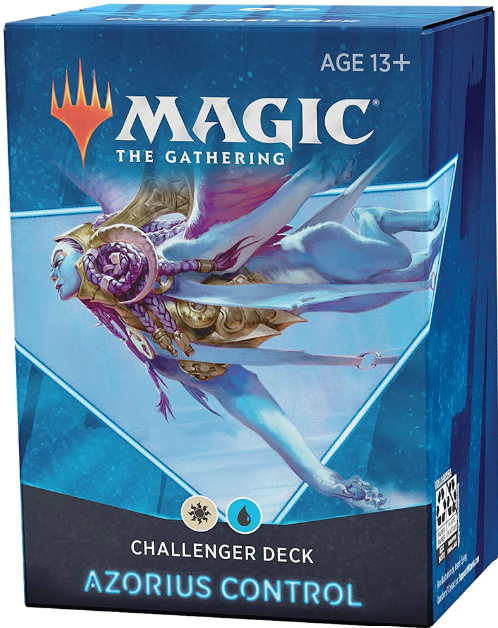 AGE 13+
MAGIC®
THE GATHERING
CHALLENGER DECK
AZORIUS CONTROL